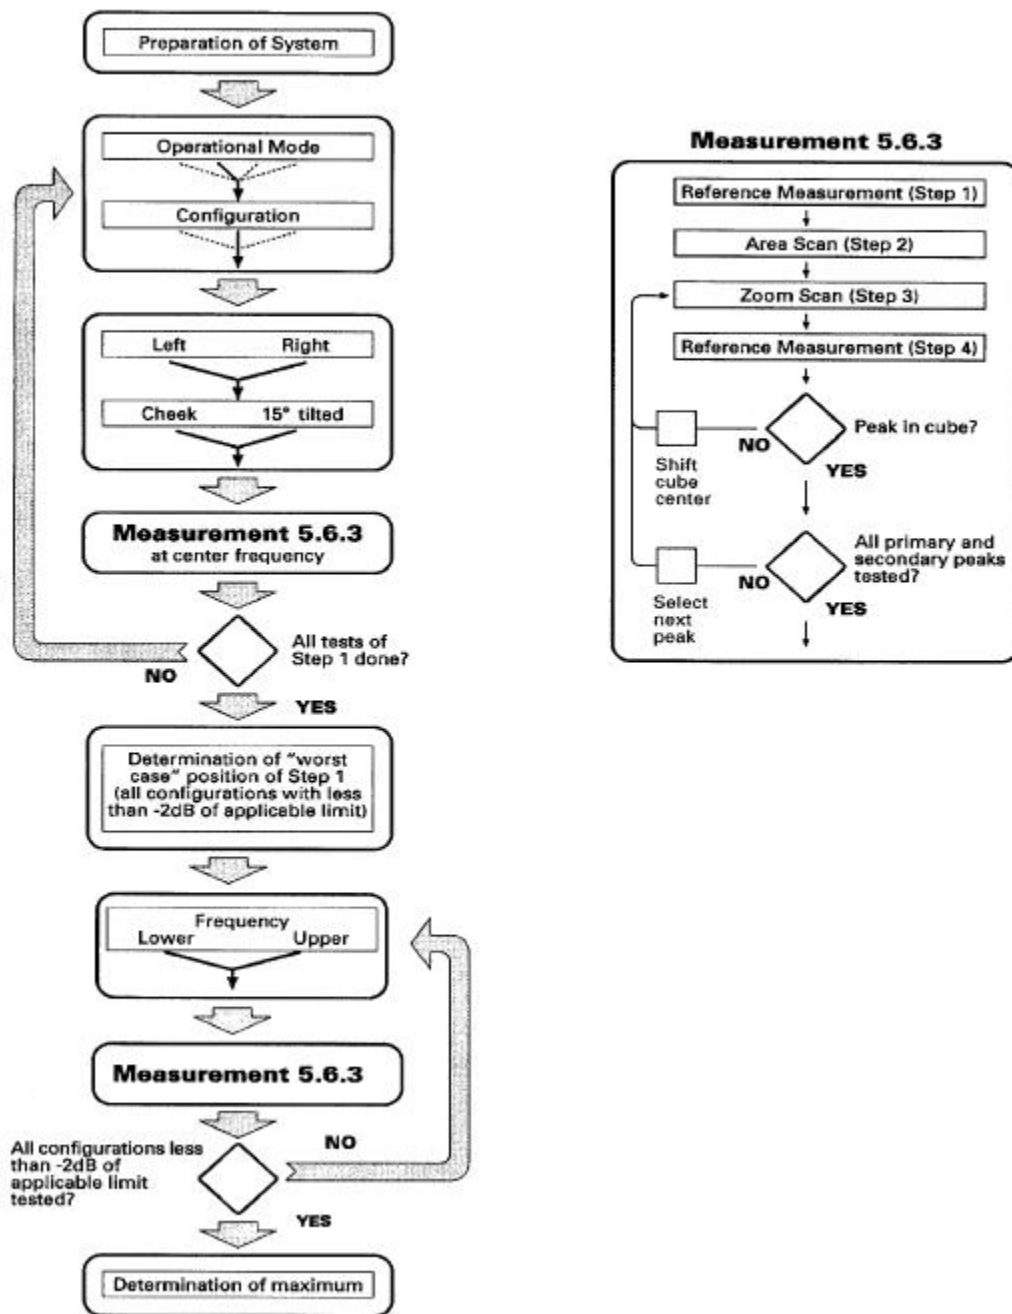 Preparation of System
Operational Mode
Configuration
Left Right
Cheek 15° tilted
Measurement 5.6.3
at center frequency
All tests of
Step 1 done?
NO
YES
Determination of "worst
case" position of Step 1
(all configurations with less
than -2dB of applicable limit)
Frequency
Lower Upper
Measurement 5.6.3
All configurations less
than -2dB of
applicable limit
tested?
NO
YES
Determination of maximum
Measurement 5.6.3
Reference Measurement (Step 1)
Area Scan (Step 2)
Zoom Scan (Step 3)
Reference Measurement (Step 4)
Peak in cube?
NO
YES
Shift
cube
center
All primary and
secondary peaks
tested?
NO
YES
Select
next
peak